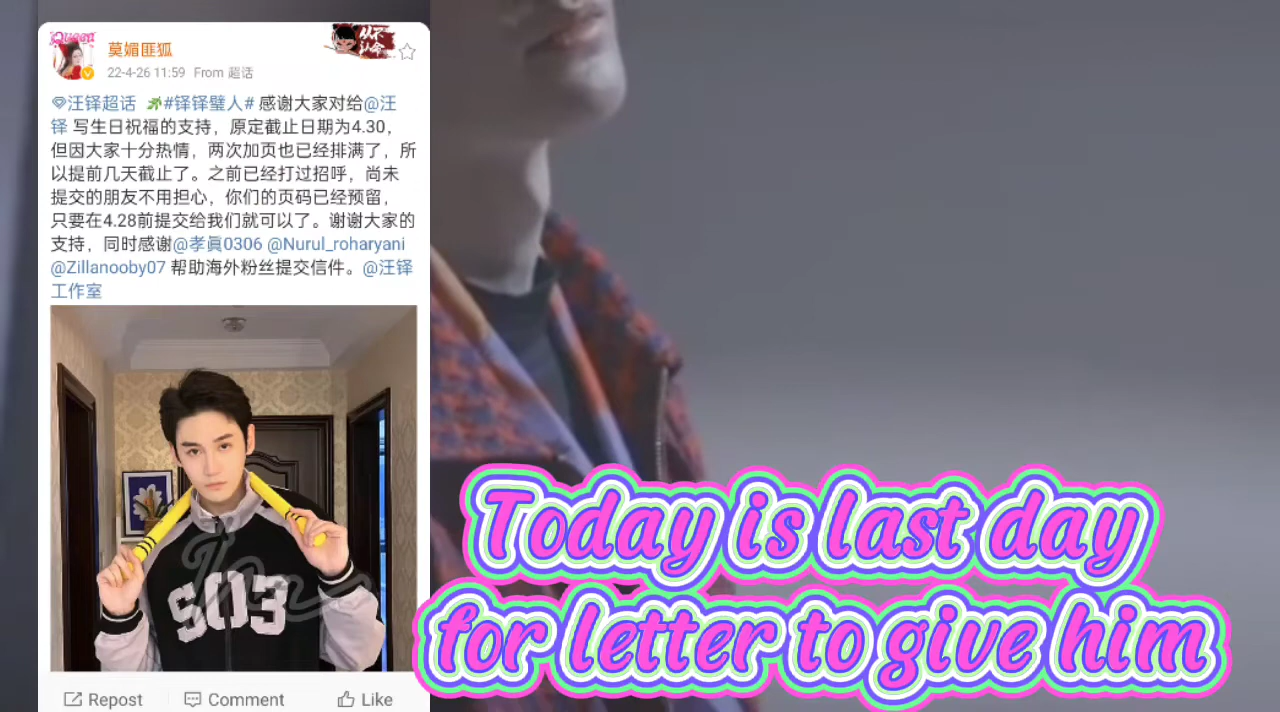 Queen
莫媚匪狐
从不
认命
22-4-26 11:59 From 超话
汪铎超话 #铎铎璧人# 感谢大家对给@汪
铎 写生日祝福的支持，原定截止日期为4.30，
但因大家十分热情，两次加页也已经排满了，所
以提前几天截止了。之前已经打过招呼，尚未
提交的朋友不用担心，你们的页码已经预留，
只要在4.28前提交给我们就可以了。谢谢大家的
支持，同时感谢@孝眞0306 @Nurul_roharyani
@Zillanooby07 帮助海外粉丝提交信件。@汪铎
工作室
S03
Repost
Comment
Like
Today is last day
for letter to give him